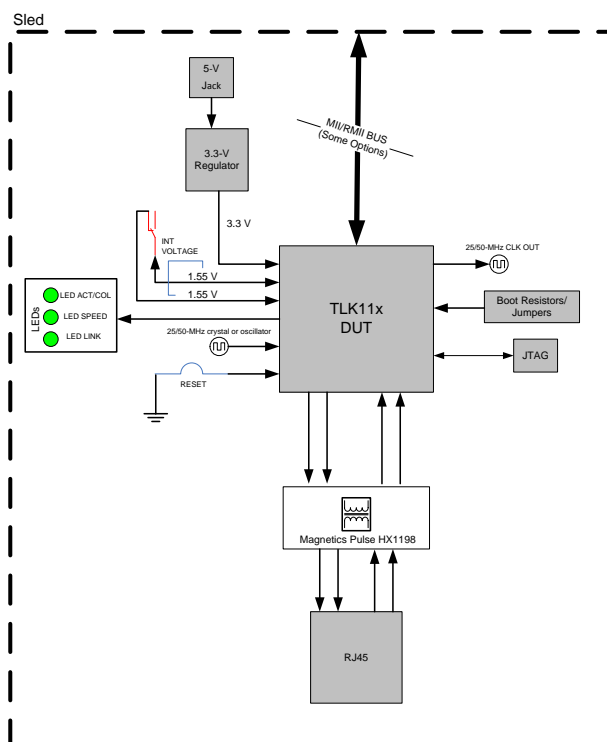 Sled
5-V
Jack
3.3-V
Regulator
MII/RMII BUS
(Some Options)
3.3 V
INT
VOLTAGE
1.55 V
1.55 V
25/50-MHz CLK OUT
TLK11x
DUT
Boot Resistors/
Jumpers
JTAG
LEDs
LED ACT/COL
LED SPEED
LED LINK
25/50-MHz crystal or oscillator
RESET
Magnetics Pulse HX1198
RJ45